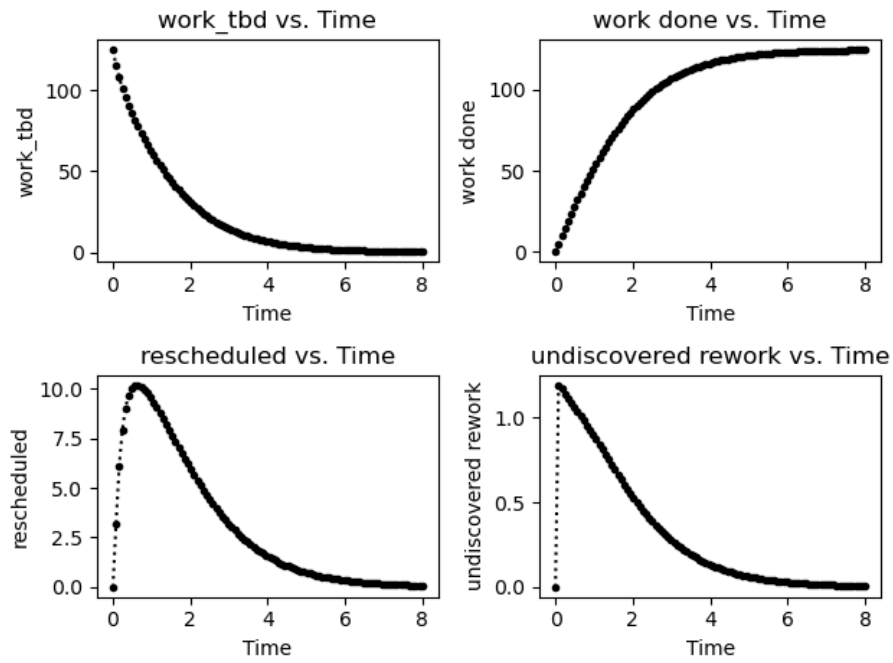 work_tbd vs. Time
work_tbd
100
50
0
0 2 4 6 8
Time
work done vs. Time
work done
100
50
0
0 2 4 6 8
Time
rescheduled vs. Time
rescheduled
10.0
7.5
5.0
2.5
0.0
0 2 4 6 8
Time
undiscovered rework vs. Time
undiscovered rework
1.0
0.5
0.0
0 2 4 6 8
Time